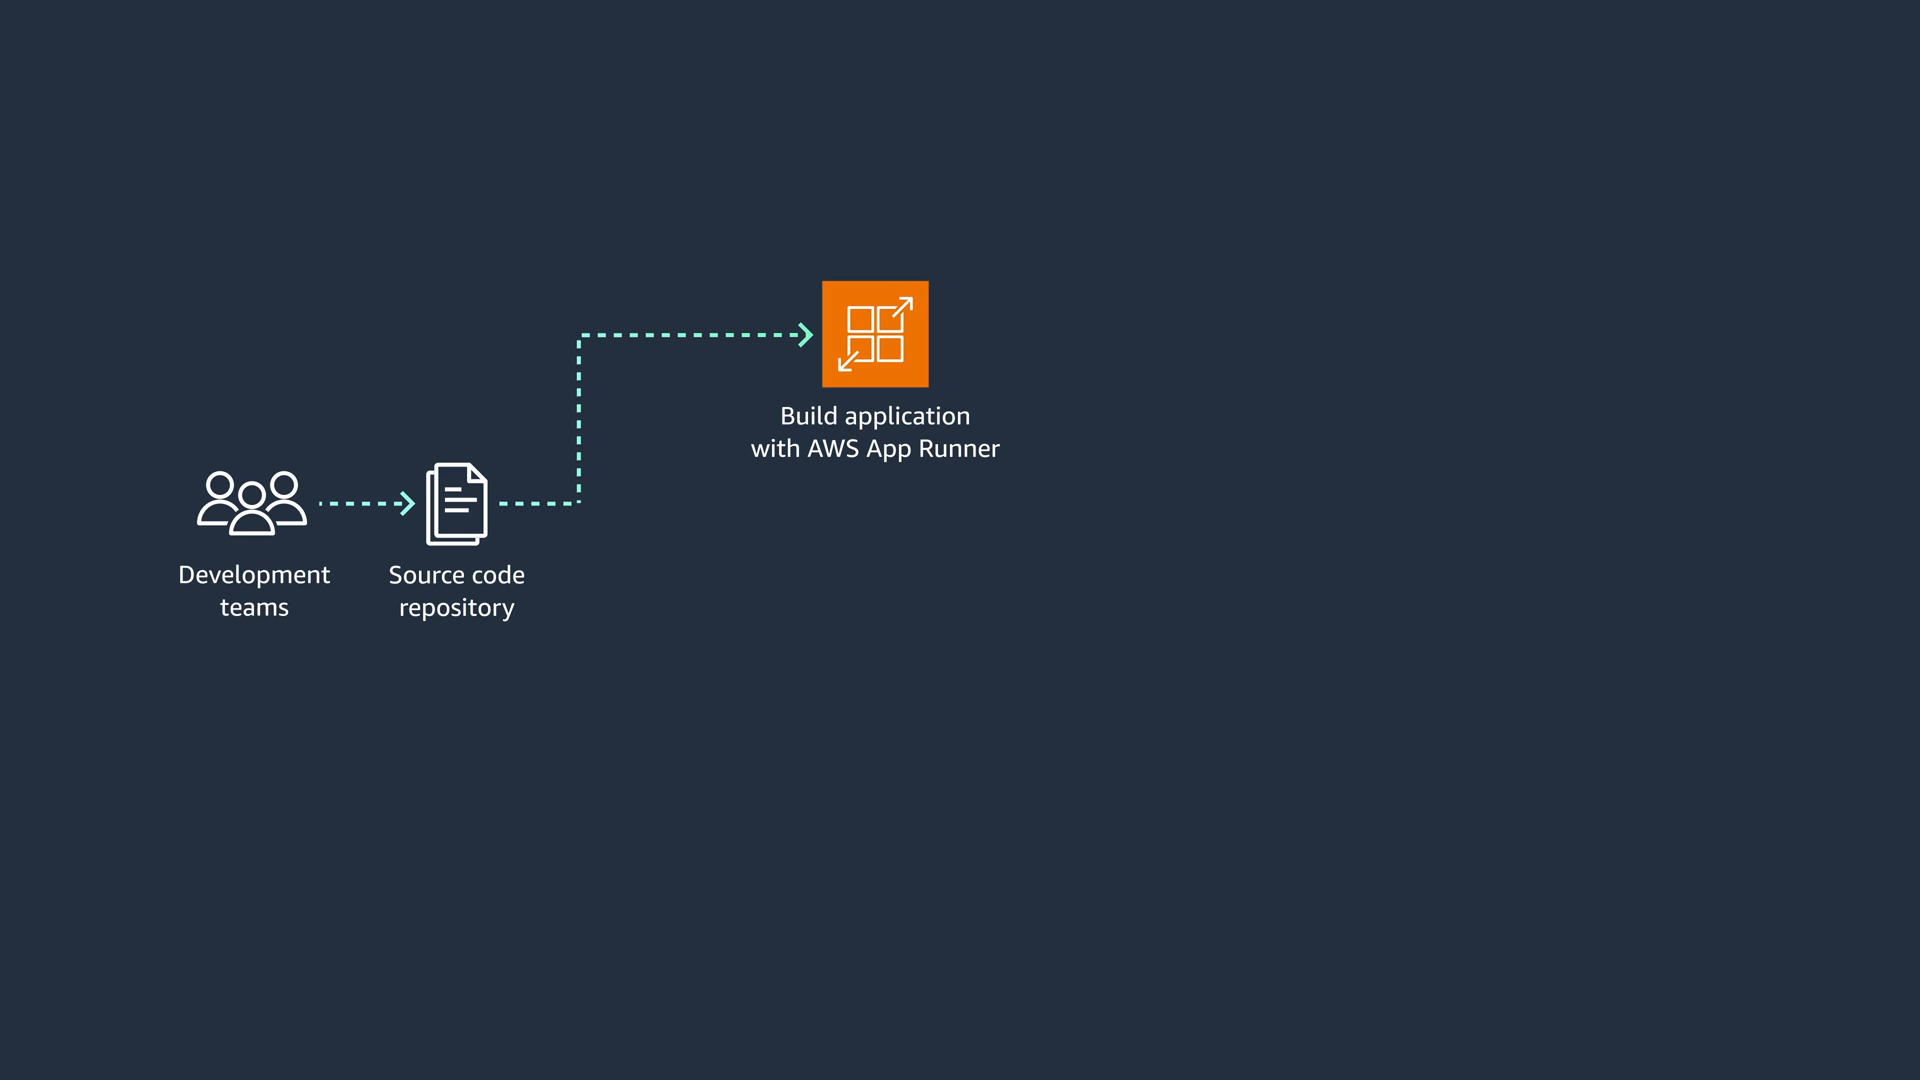 Development
teams
Source code
repository
Build application
with AWS App Runner